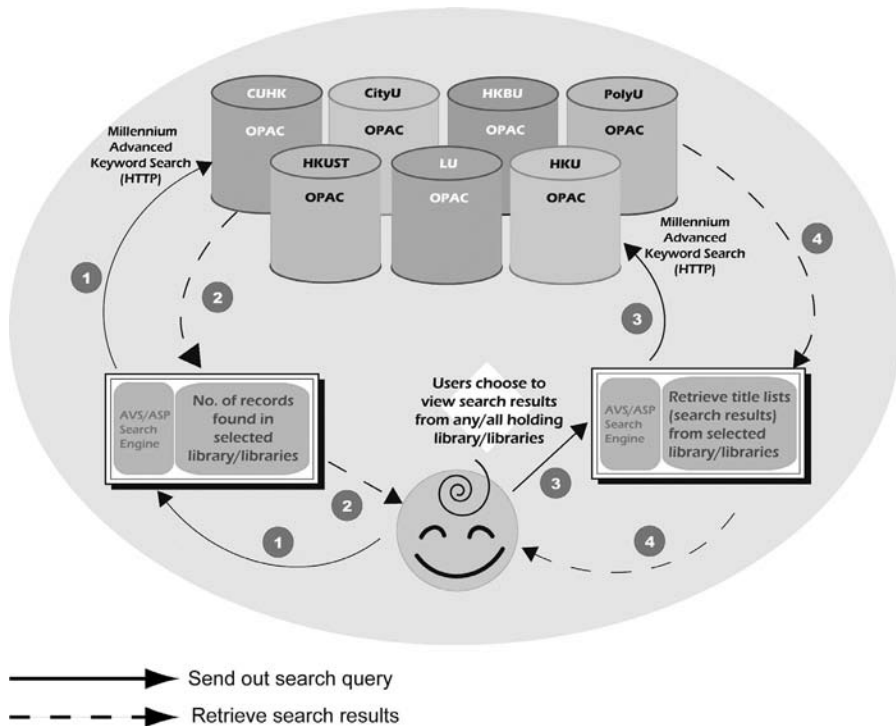 CUHK
OPAC
CityU
OPAC
HKBU
OPAC
PolyU
OPAC
HKUST
OPAC
LU
OPAC
HKU
OPAC
Millennium
Advanced
Keyword Search
(HTTP)
Millennium
Advanced
Keyword Search
(HTTP)
1
2
3
4
AVS/ASP
Search
Engine
No. of records
found in
selected
library/libraries
Users choose to
view search results
from any/all holding
library/libraries
AVS/ASP
Search
Engine
Retrieve title lists
(search results)
from selected
library/libraries
2
3
1
4
Send out search query
Retrieve search results